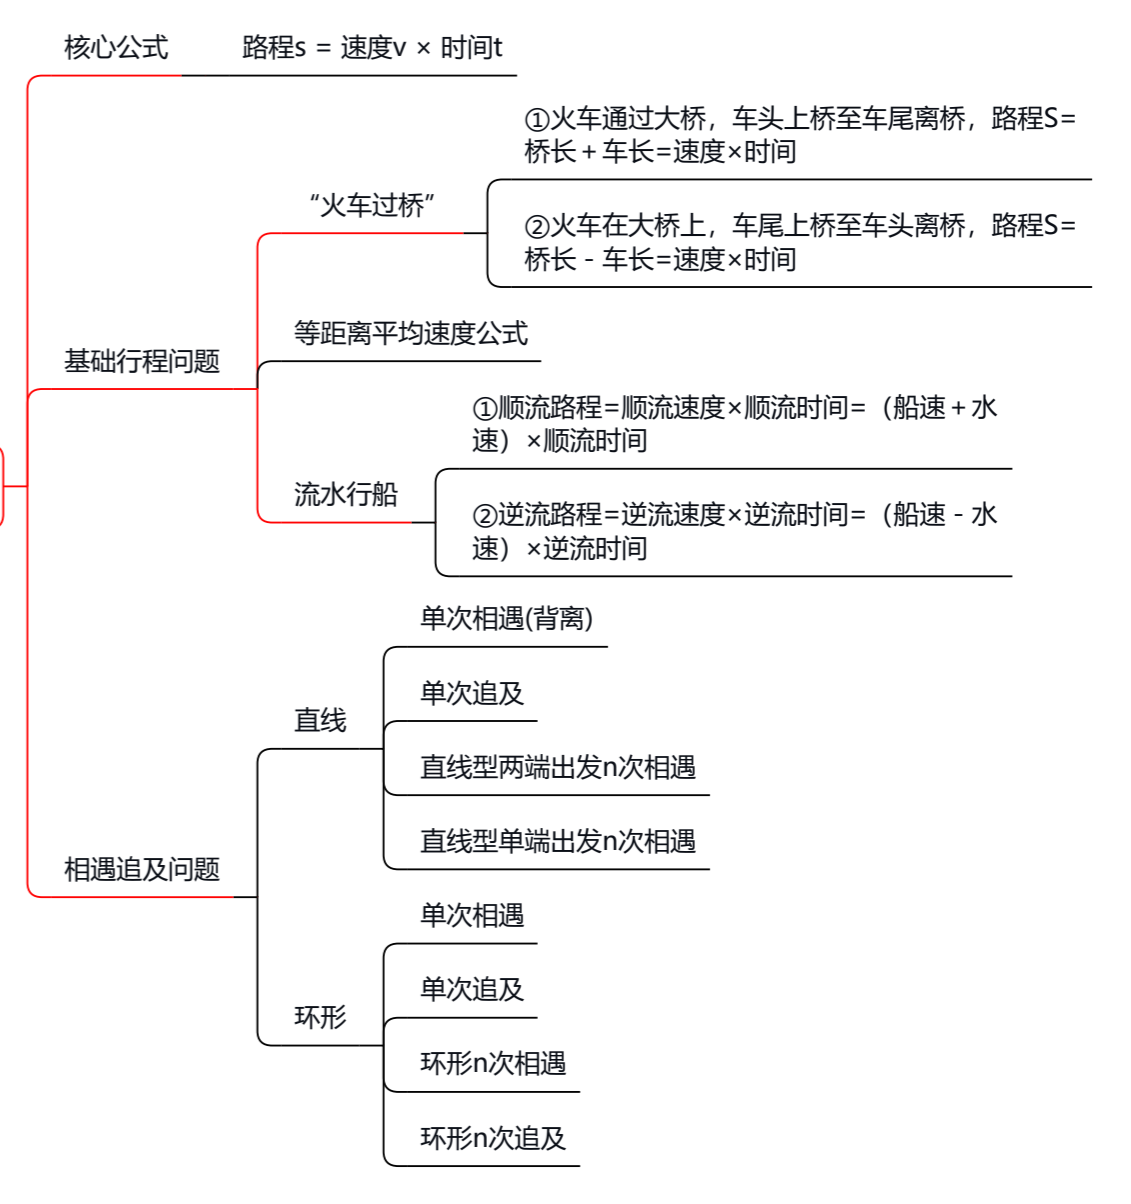 核心公式
路程s = 速度v × 时间t
基础行程问题
“火车过桥”
①火车通过大桥，车头上桥至车尾离桥，路程S=
桥长＋车长=速度×时间
②火车在大桥上，车尾上桥至车头离桥，路程S=
桥长－车长=速度×时间
等距离平均速度公式
流水行船
①顺流路程=顺流速度×顺流时间=（船速＋水
速）×顺流时间
②逆流路程=逆流速度×逆流时间=（船速－水
速）×逆流时间
相遇追及问题
直线
单次相遇(背离)
单次追及
直线型两端出发n次相遇
直线型单端出发n次相遇
环形
单次相遇
单次追及
环形n次相遇
环形n次追及